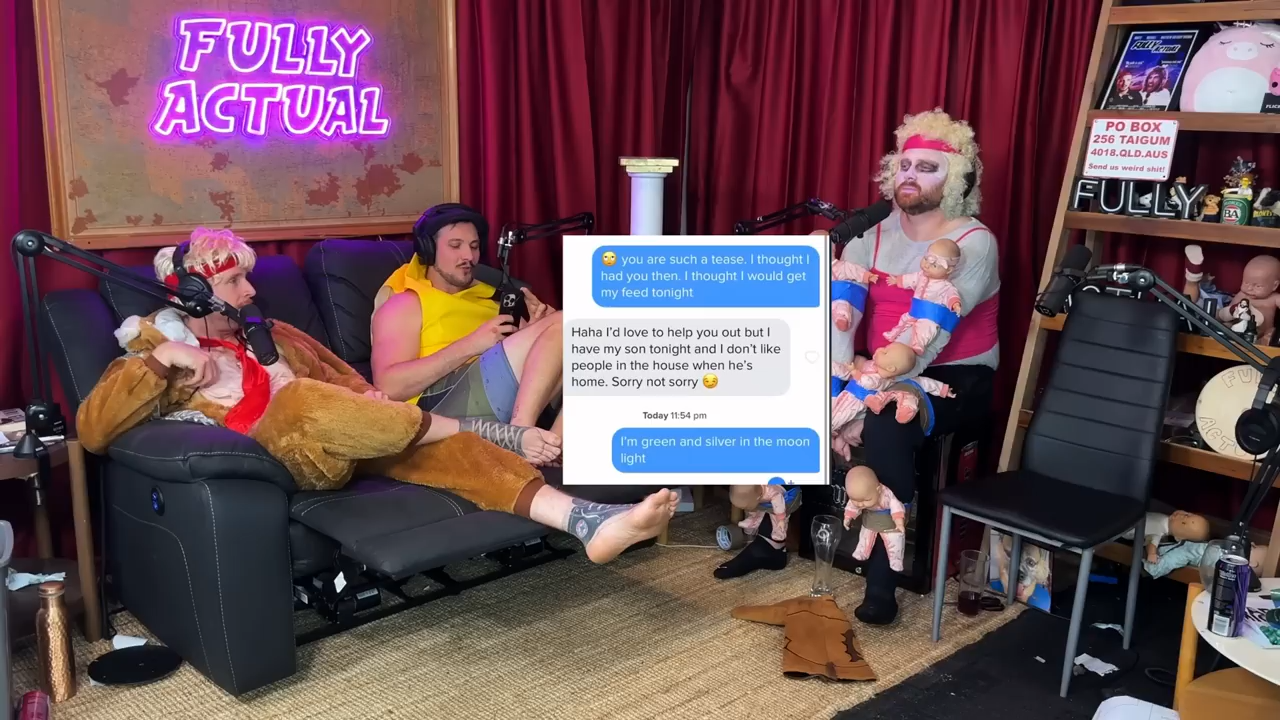 FULLY
ACTUAL
FULLY ACTUAL
PO BOX
256 TAIGUM
4018.QLD.AUS
Send us weird shit!
FULLY
🙄 you are such a tease. I thought I
had you then. I thought I would get
my feed tonight
Haha I'd love to help you out but I
have my son tonight and I don't like
people in the house when he's
home. Sorry not sorry 😏
Today 11:54 pm
I'm green and silver in the moon
light